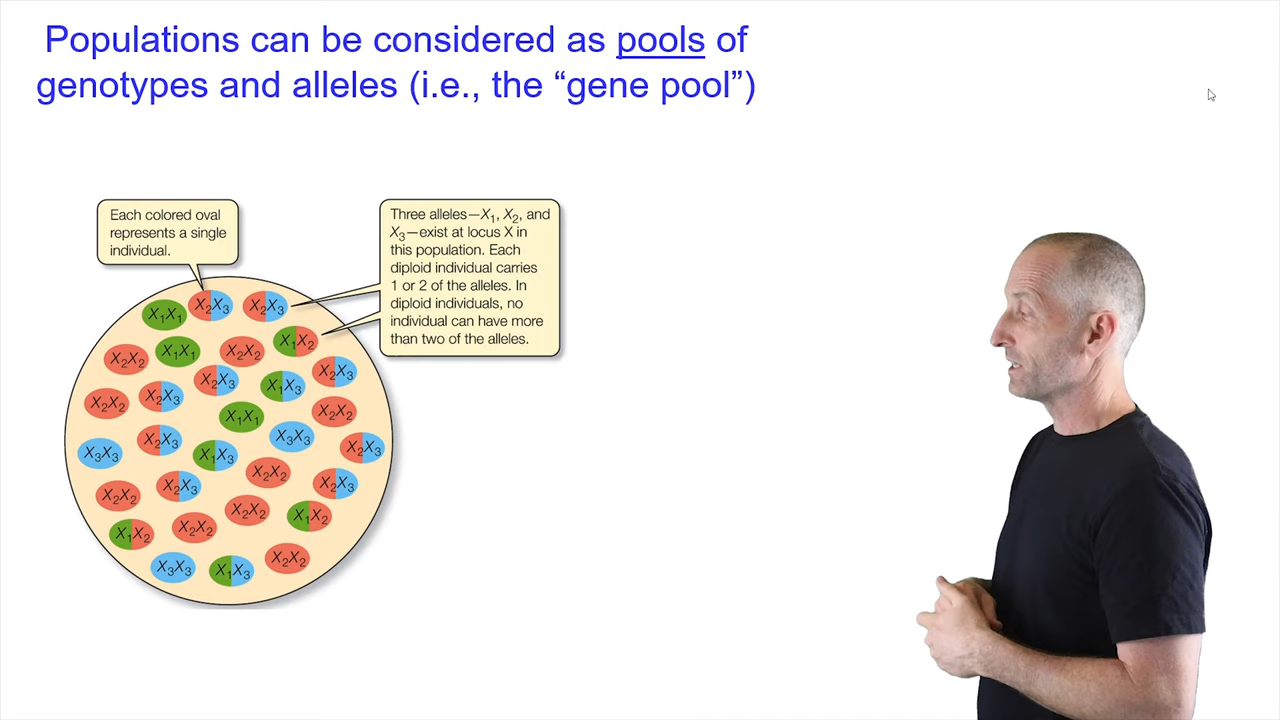 Populations can be considered as pools of
genotypes and alleles (i.e., the “gene pool”)
Each colored oval
represents a single
individual.
Three alleles—X₁, X₂, and
X₃—exist at locus X in
this population. Each
diploid individual carries
1 or 2 of the alleles. In
diploid individuals, no
individual can have more
than two of the alleles.
X₁X₁
X₂X₃
X₂X₃
X₂X₂
X₁X₁
X₂X₂
X₁X₂
X₂X₂
X₂X₃
X₂X₃
X₁X₃
X₂X₃
X₁X₁
X₂X₂
X₃X₃
X₂X₃
X₁X₃
X₃X₃
X₂X₃
X₂X₂
X₂X₃
X₂X₂
X₂X₃
X₁X₂
X₂X₂
X₂X₂
X₁X₂
X₃X₃
X₁X₃
X₂X₂